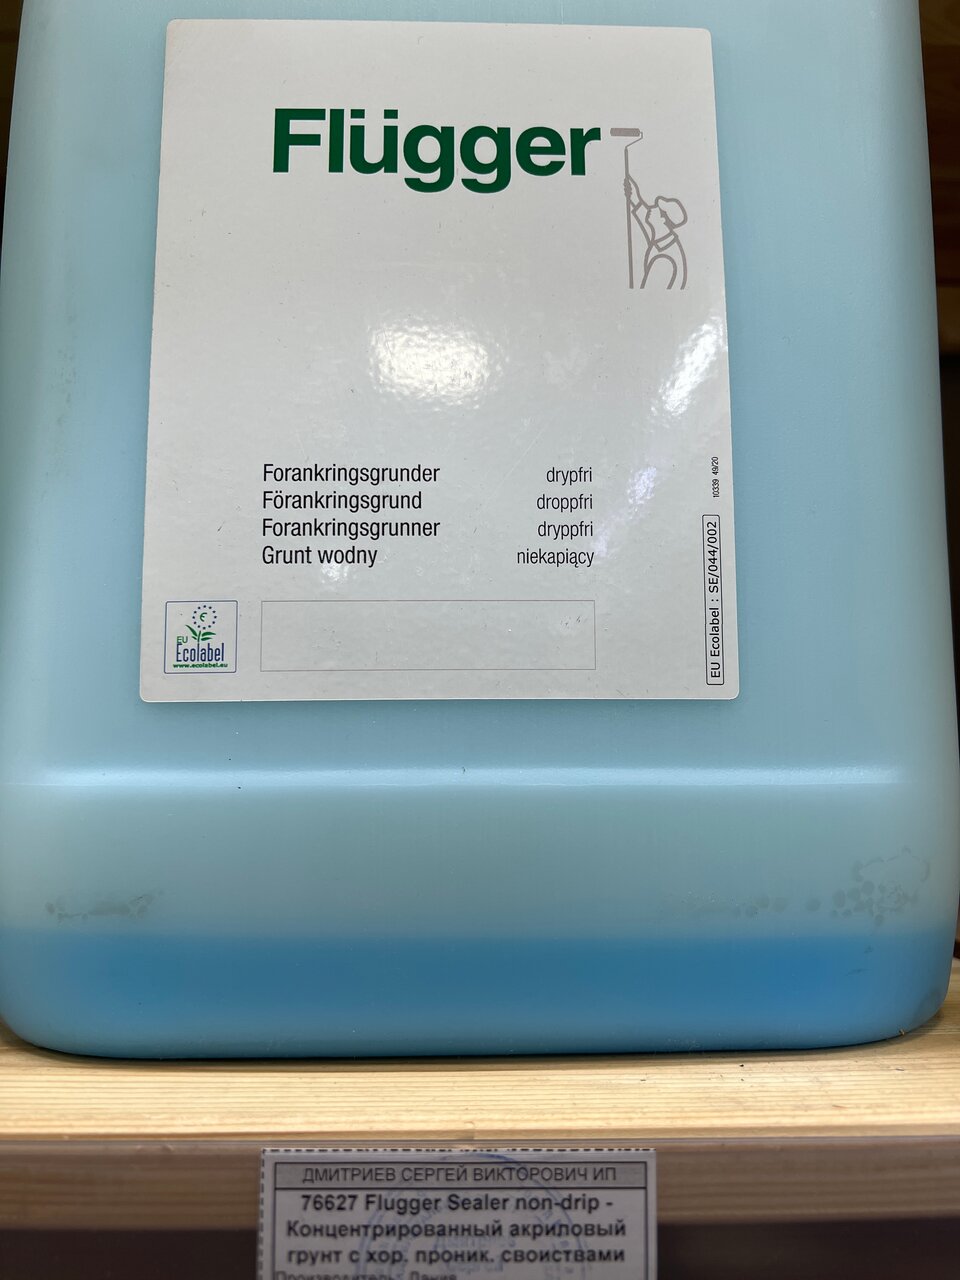 Flügger
Forankringsgrunder drypfri
Förankringsgrund droppfri
Forankringsgrunner dryppfri
Grunt wodny niekapiący
10339 49/20
EU Ecolabel : SE/044/002
EU
Ecolabel
www.ecolabel.eu
ДМИТРИЕВ СЕРГЕЙ ВИКТОРОВИЧ ИП
76627 Flugger Sealer non-drip -
Концентрированный акриловый
грунт с хор. проник. свойствами
Производитель: Дания